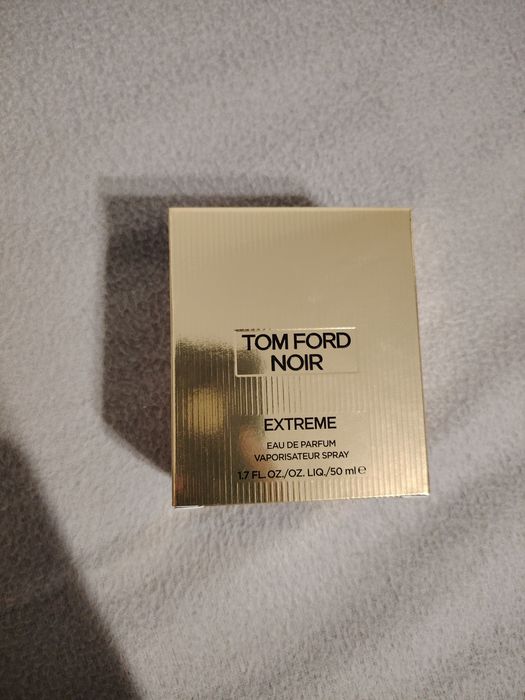 TOM FORD
NOIR
EXTREME
EAU DE PARFUM
VAPORISATEUR SPRAY
1.7 FL. OZ./OZ. LIQ./50 ml ℮